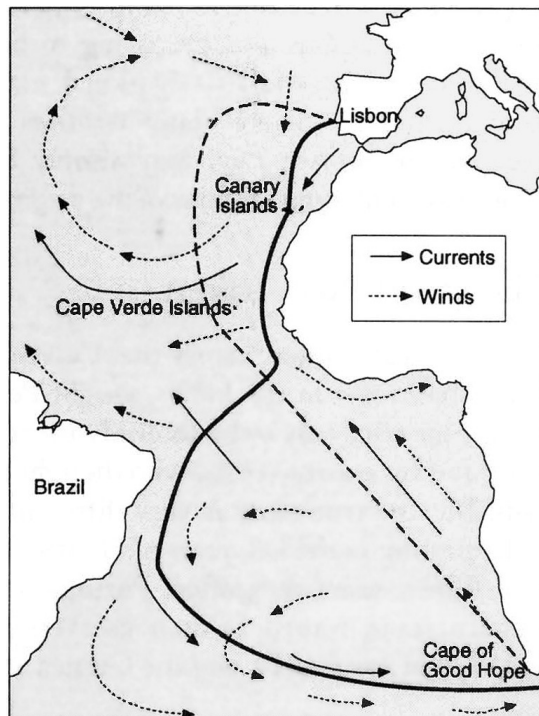 Lisbon
Canary
Islands
Currents
Winds
Cape Verde Islands
Brazil
Cape of
Good Hope